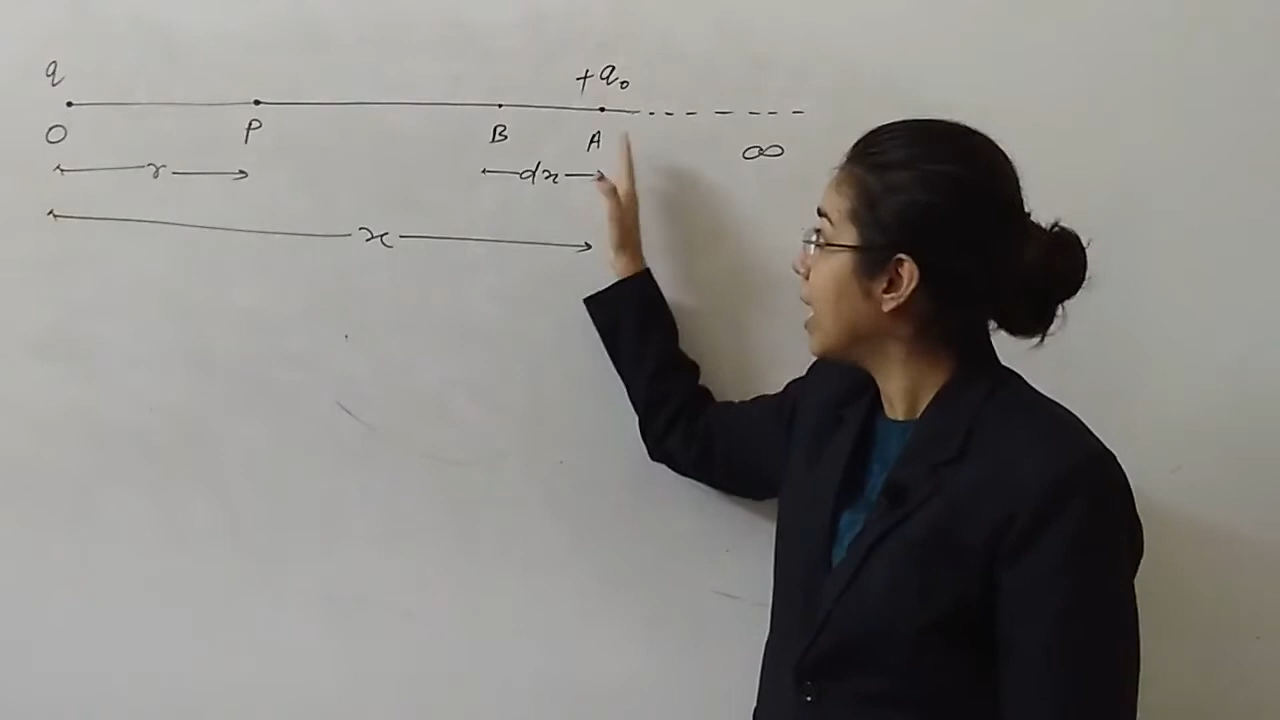 q +q₀
O P B A ∞
r dx
x